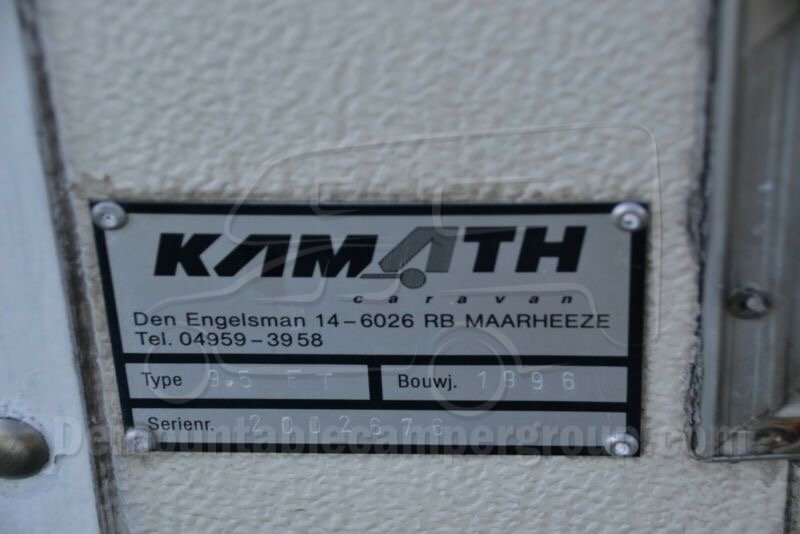 KAMATH
caravan
Den Engelsman 14-6026 RB MAARHEEZE
Tel. 04959-3958
Type 9.5 FT Bouwj. 1996
Serienr. 2002676
Demountablecampergroup.com